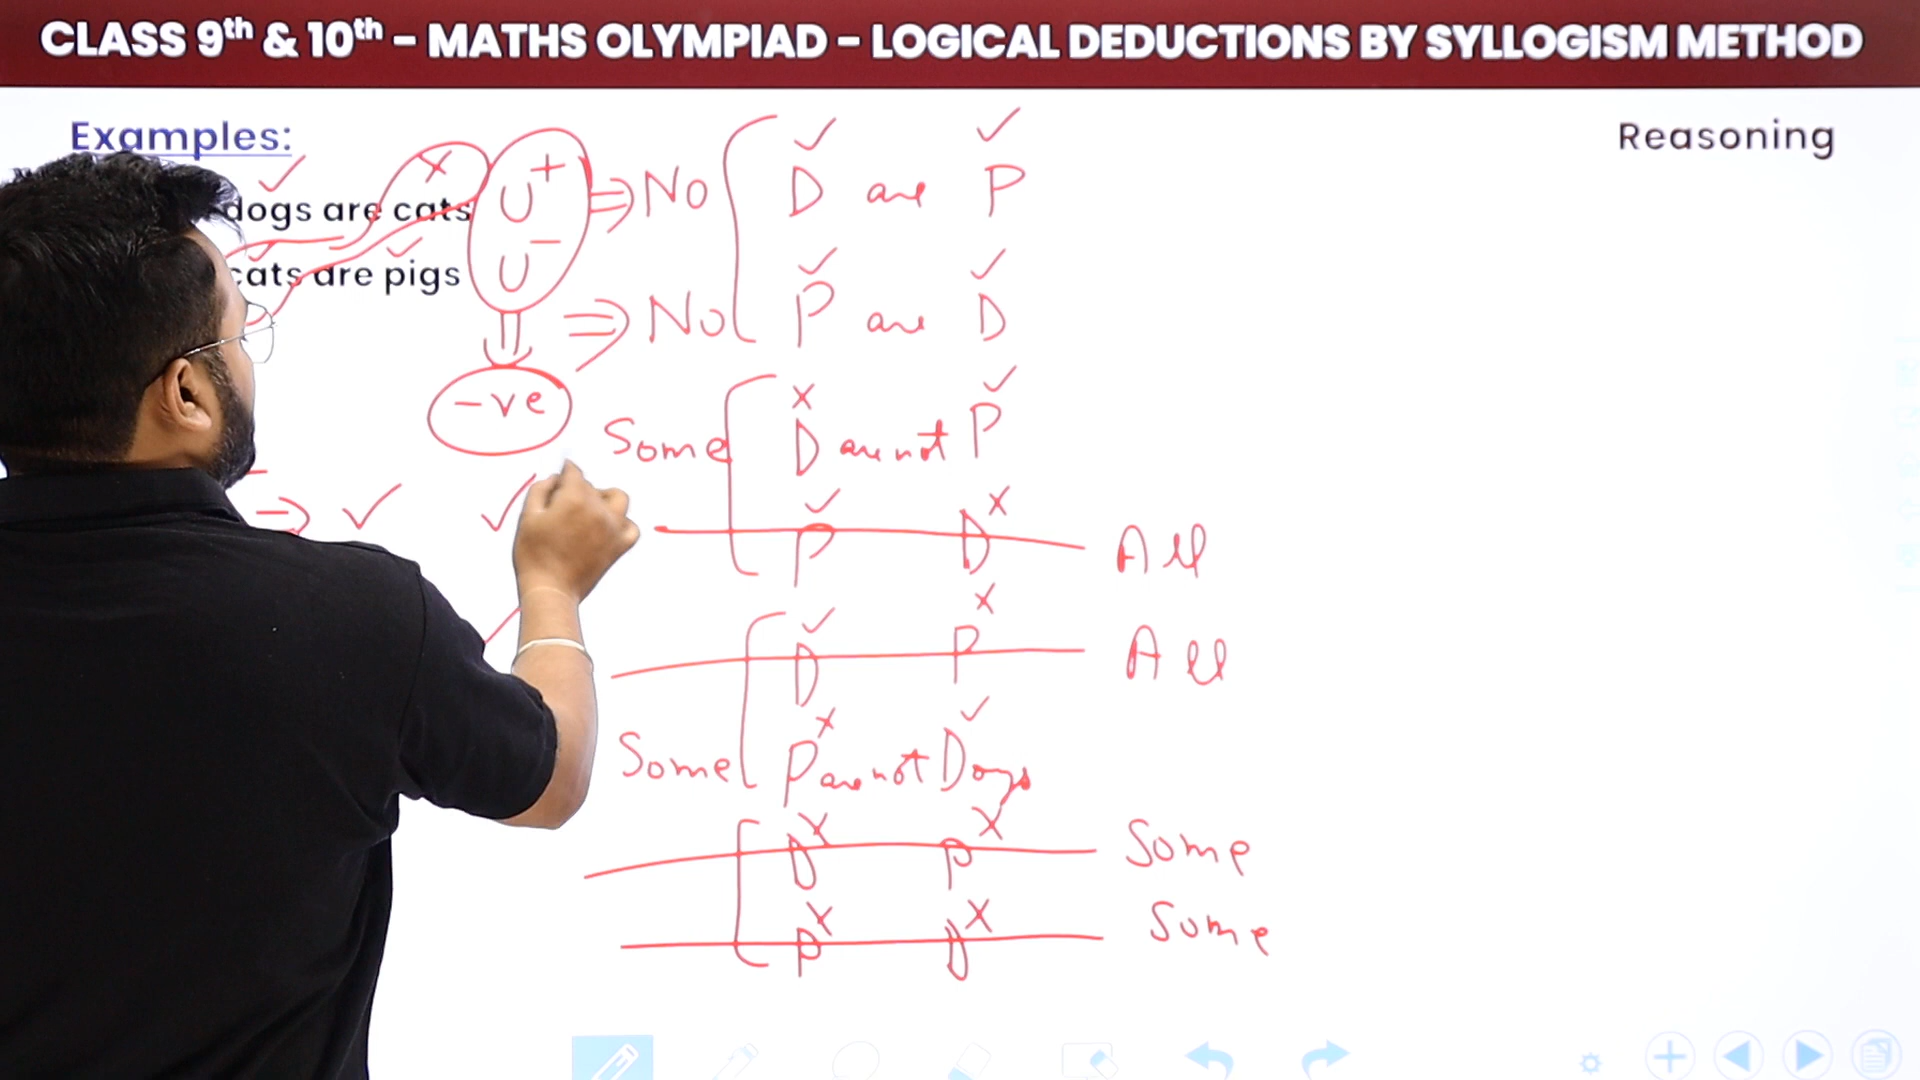 CLASS 9th & 10th – MATHS OLYMPIAD – LOGICAL DEDUCTIONS BY SYLLOGISM METHOD
Examples:
Reasoning
dogs are cats
cats are pigs
U+
U−
-ve
⇒ No D are P
⇒ No P are D
Some D are not P
P D All
D P All
Some P are not Dogs
D P Some
P D Some